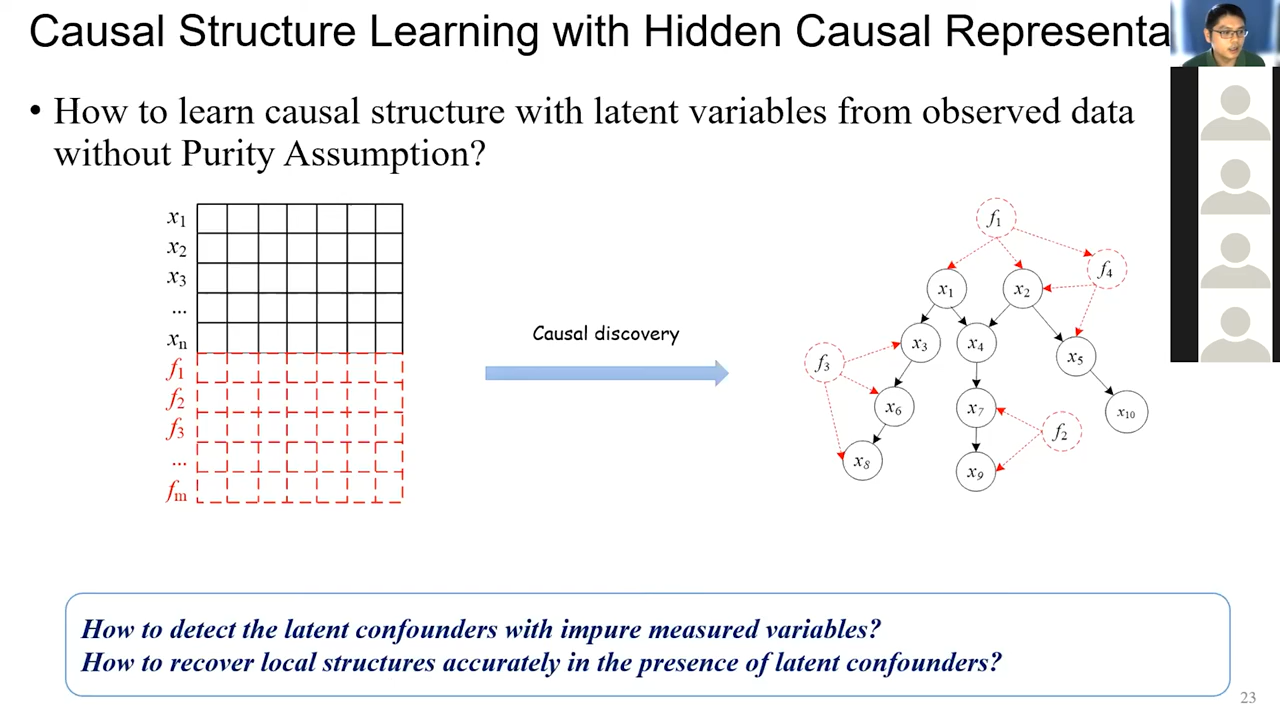 Causal Structure Learning with Hidden Causal Representa
• How to learn causal structure with latent variables from observed data
without Purity Assumption?
x1
x2
x3
...
xn
f1
f2
f3
...
fm
Causal discovery
f1
f4
x1
x2
x3
x4
x5
f3
x6
x7
x10
f2
x8
x9
How to detect the latent confounders with impure measured variables?
How to recover local structures accurately in the presence of latent confounders?
23